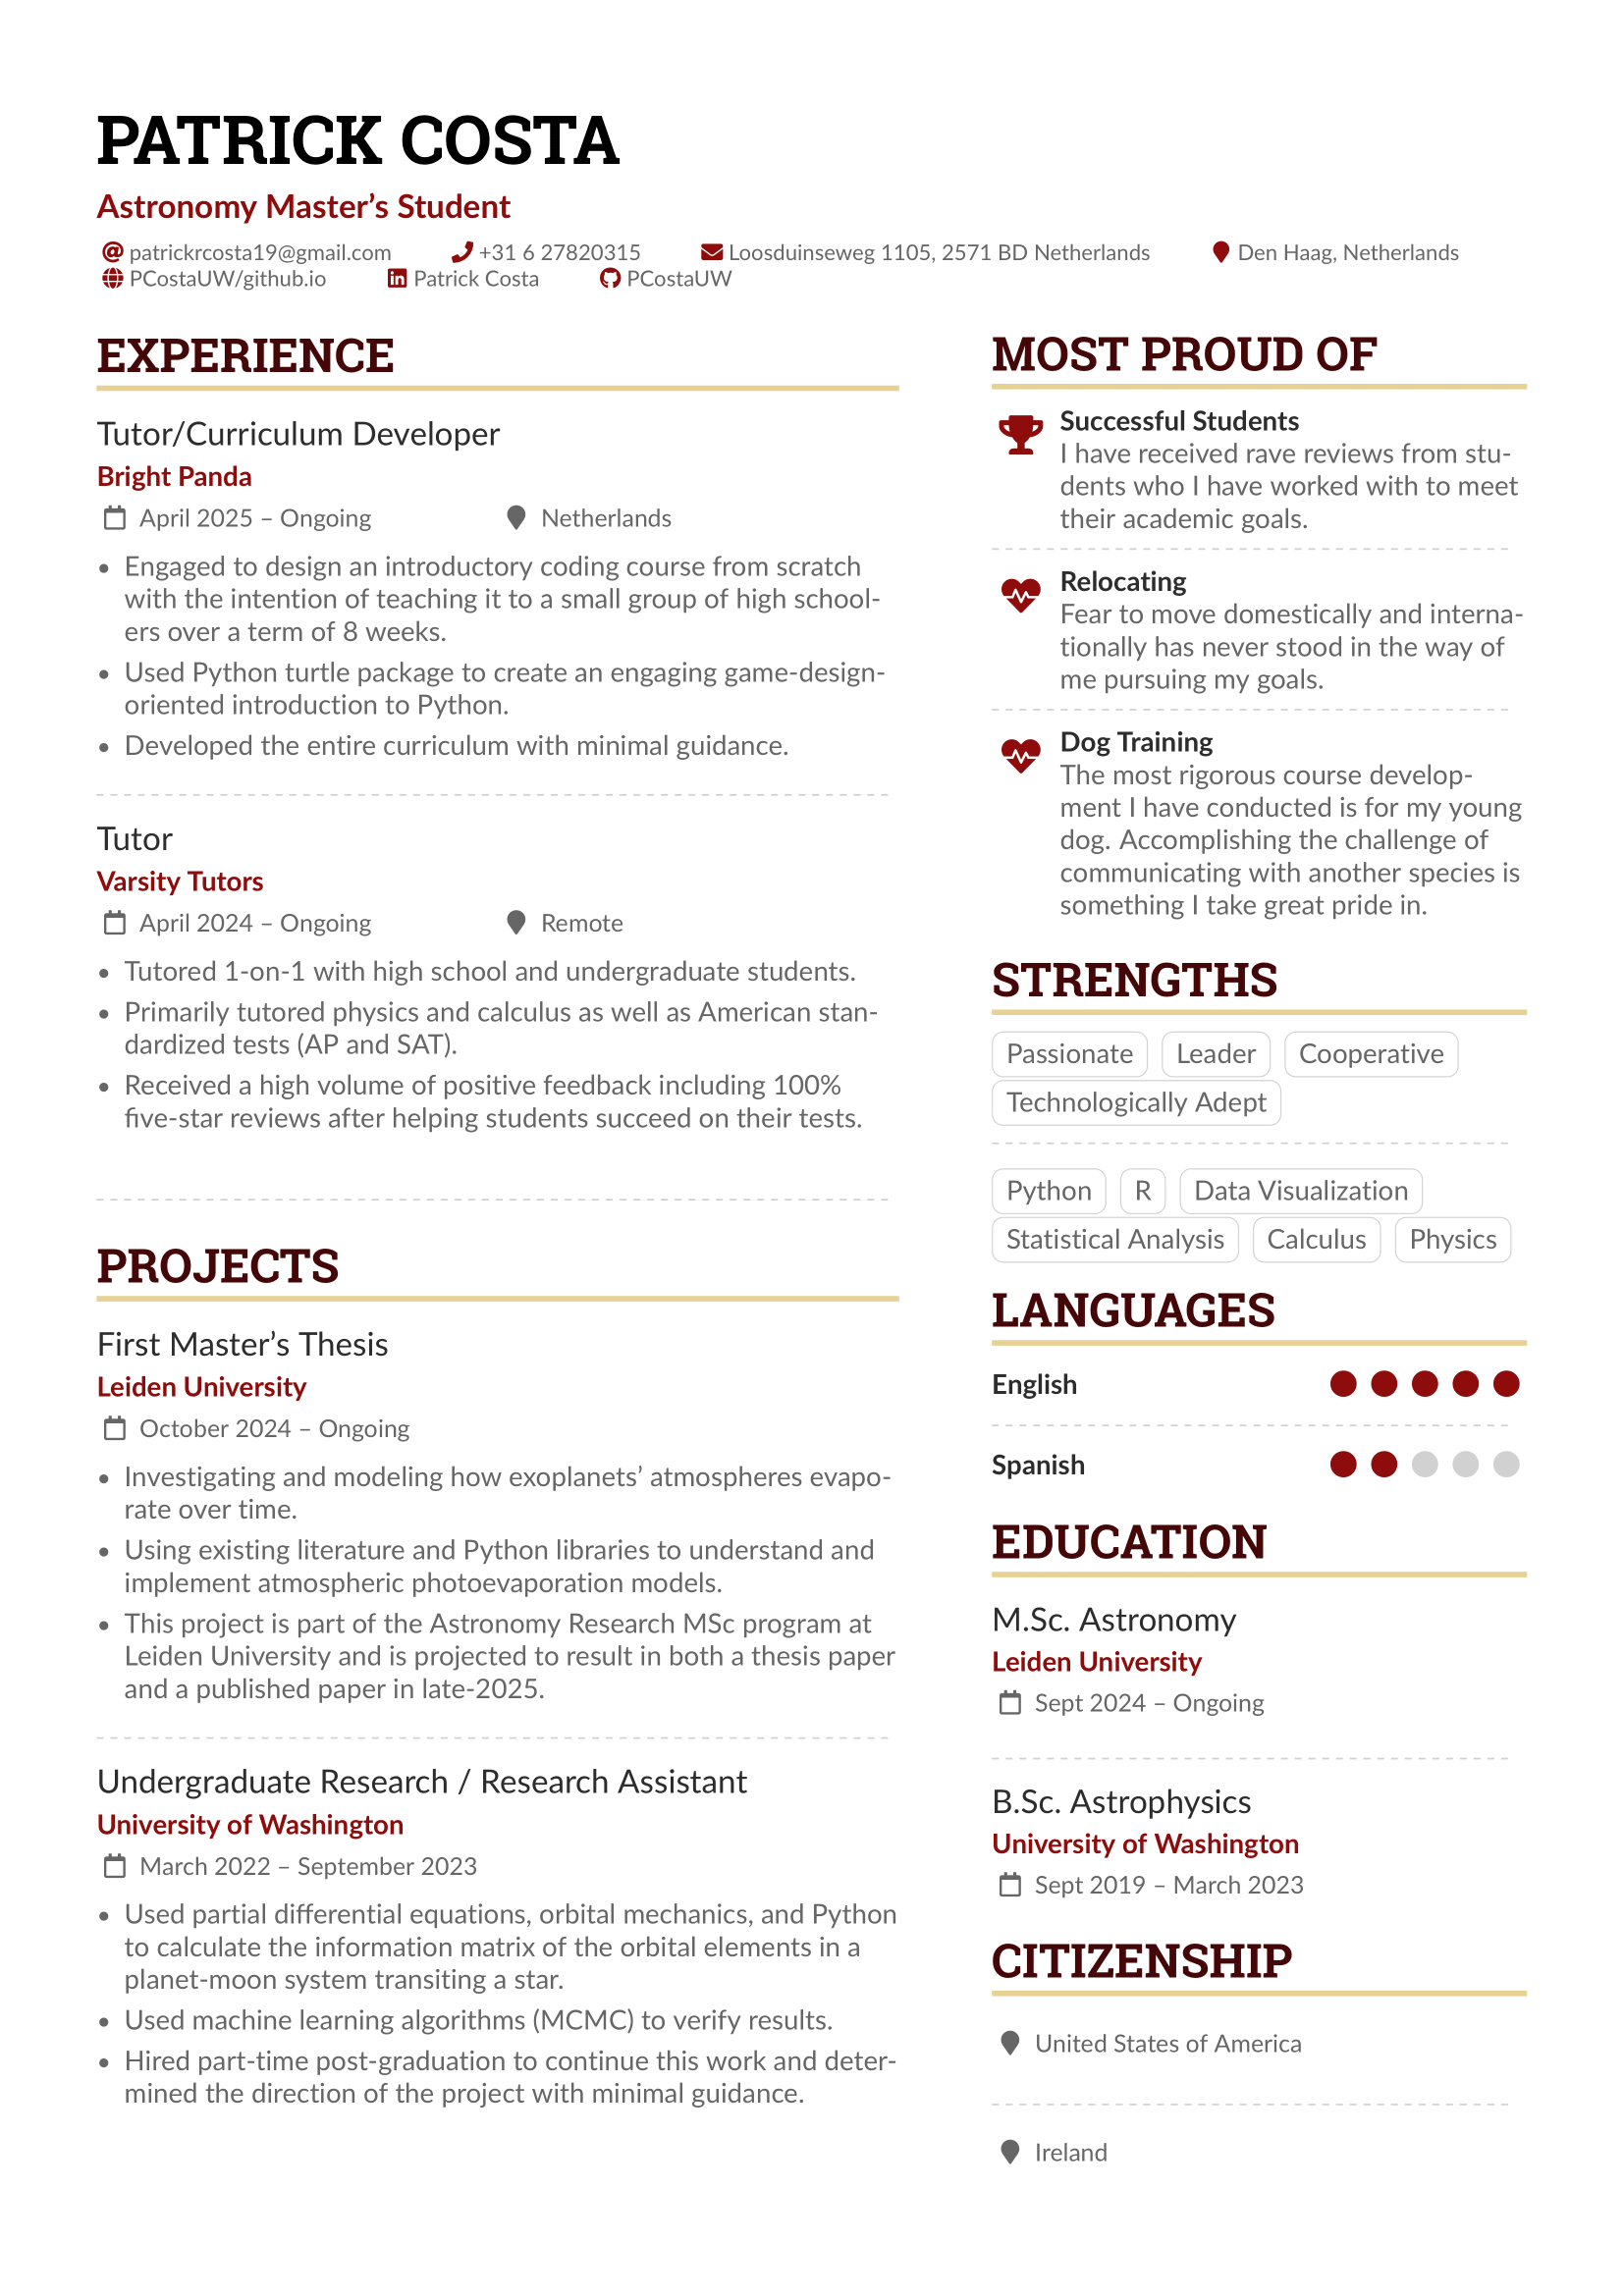 PATRICK COSTA
Astronomy Master's Student
patrickrcosta19@gmail.com +31 6 27820315 Loosduinseweg 1105, 2571 BD Netherlands Den Haag, Netherlands
PCostaUW/github.io Patrick Costa PCostaUW
EXPERIENCE
Tutor/Curriculum Developer
Bright Panda
April 2025 – Ongoing Netherlands
• Engaged to design an introductory coding course from scratch
with the intention of teaching it to a small group of high school-
ers over a term of 8 weeks.
• Used Python turtle package to create an engaging game-design-
oriented introduction to Python.
• Developed the entire curriculum with minimal guidance.
Tutor
Varsity Tutors
April 2024 – Ongoing Remote
• Tutored 1-on-1 with high school and undergraduate students.
• Primarily tutored physics and calculus as well as American stan-
dardized tests (AP and SAT).
• Received a high volume of positive feedback including 100%
five-star reviews after helping students succeed on their tests.
PROJECTS
First Master's Thesis
Leiden University
October 2024 – Ongoing
• Investigating and modeling how exoplanets' atmospheres evapo-
rate over time.
• Using existing literature and Python libraries to understand and
implement atmospheric photoevaporation models.
• This project is part of the Astronomy Research MSc program at
Leiden University and is projected to result in both a thesis paper
and a published paper in late-2025.
Undergraduate Research / Research Assistant
University of Washington
March 2022 – September 2023
• Used partial differential equations, orbital mechanics, and Python
to calculate the information matrix of the orbital elements in a
planet-moon system transiting a star.
• Used machine learning algorithms (MCMC) to verify results.
• Hired part-time post-graduation to continue this work and deter-
mined the direction of the project with minimal guidance.
MOST PROUD OF
Successful Students
I have received rave reviews from stu-
dents who I have worked with to meet
their academic goals.
Relocating
Fear to move domestically and interna-
tionally has never stood in the way of
me pursuing my goals.
Dog Training
The most rigorous course develop-
ment I have conducted is for my young
dog. Accomplishing the challenge of
communicating with another species is
something I take great pride in.
STRENGTHS
Passionate Leader Cooperative
Technologically Adept
Python R Data Visualization
Statistical Analysis Calculus Physics
LANGUAGES
English
Spanish
EDUCATION
M.Sc. Astronomy
Leiden University
Sept 2024 – Ongoing
B.Sc. Astrophysics
University of Washington
Sept 2019 – March 2023
CITIZENSHIP
United States of America
Ireland